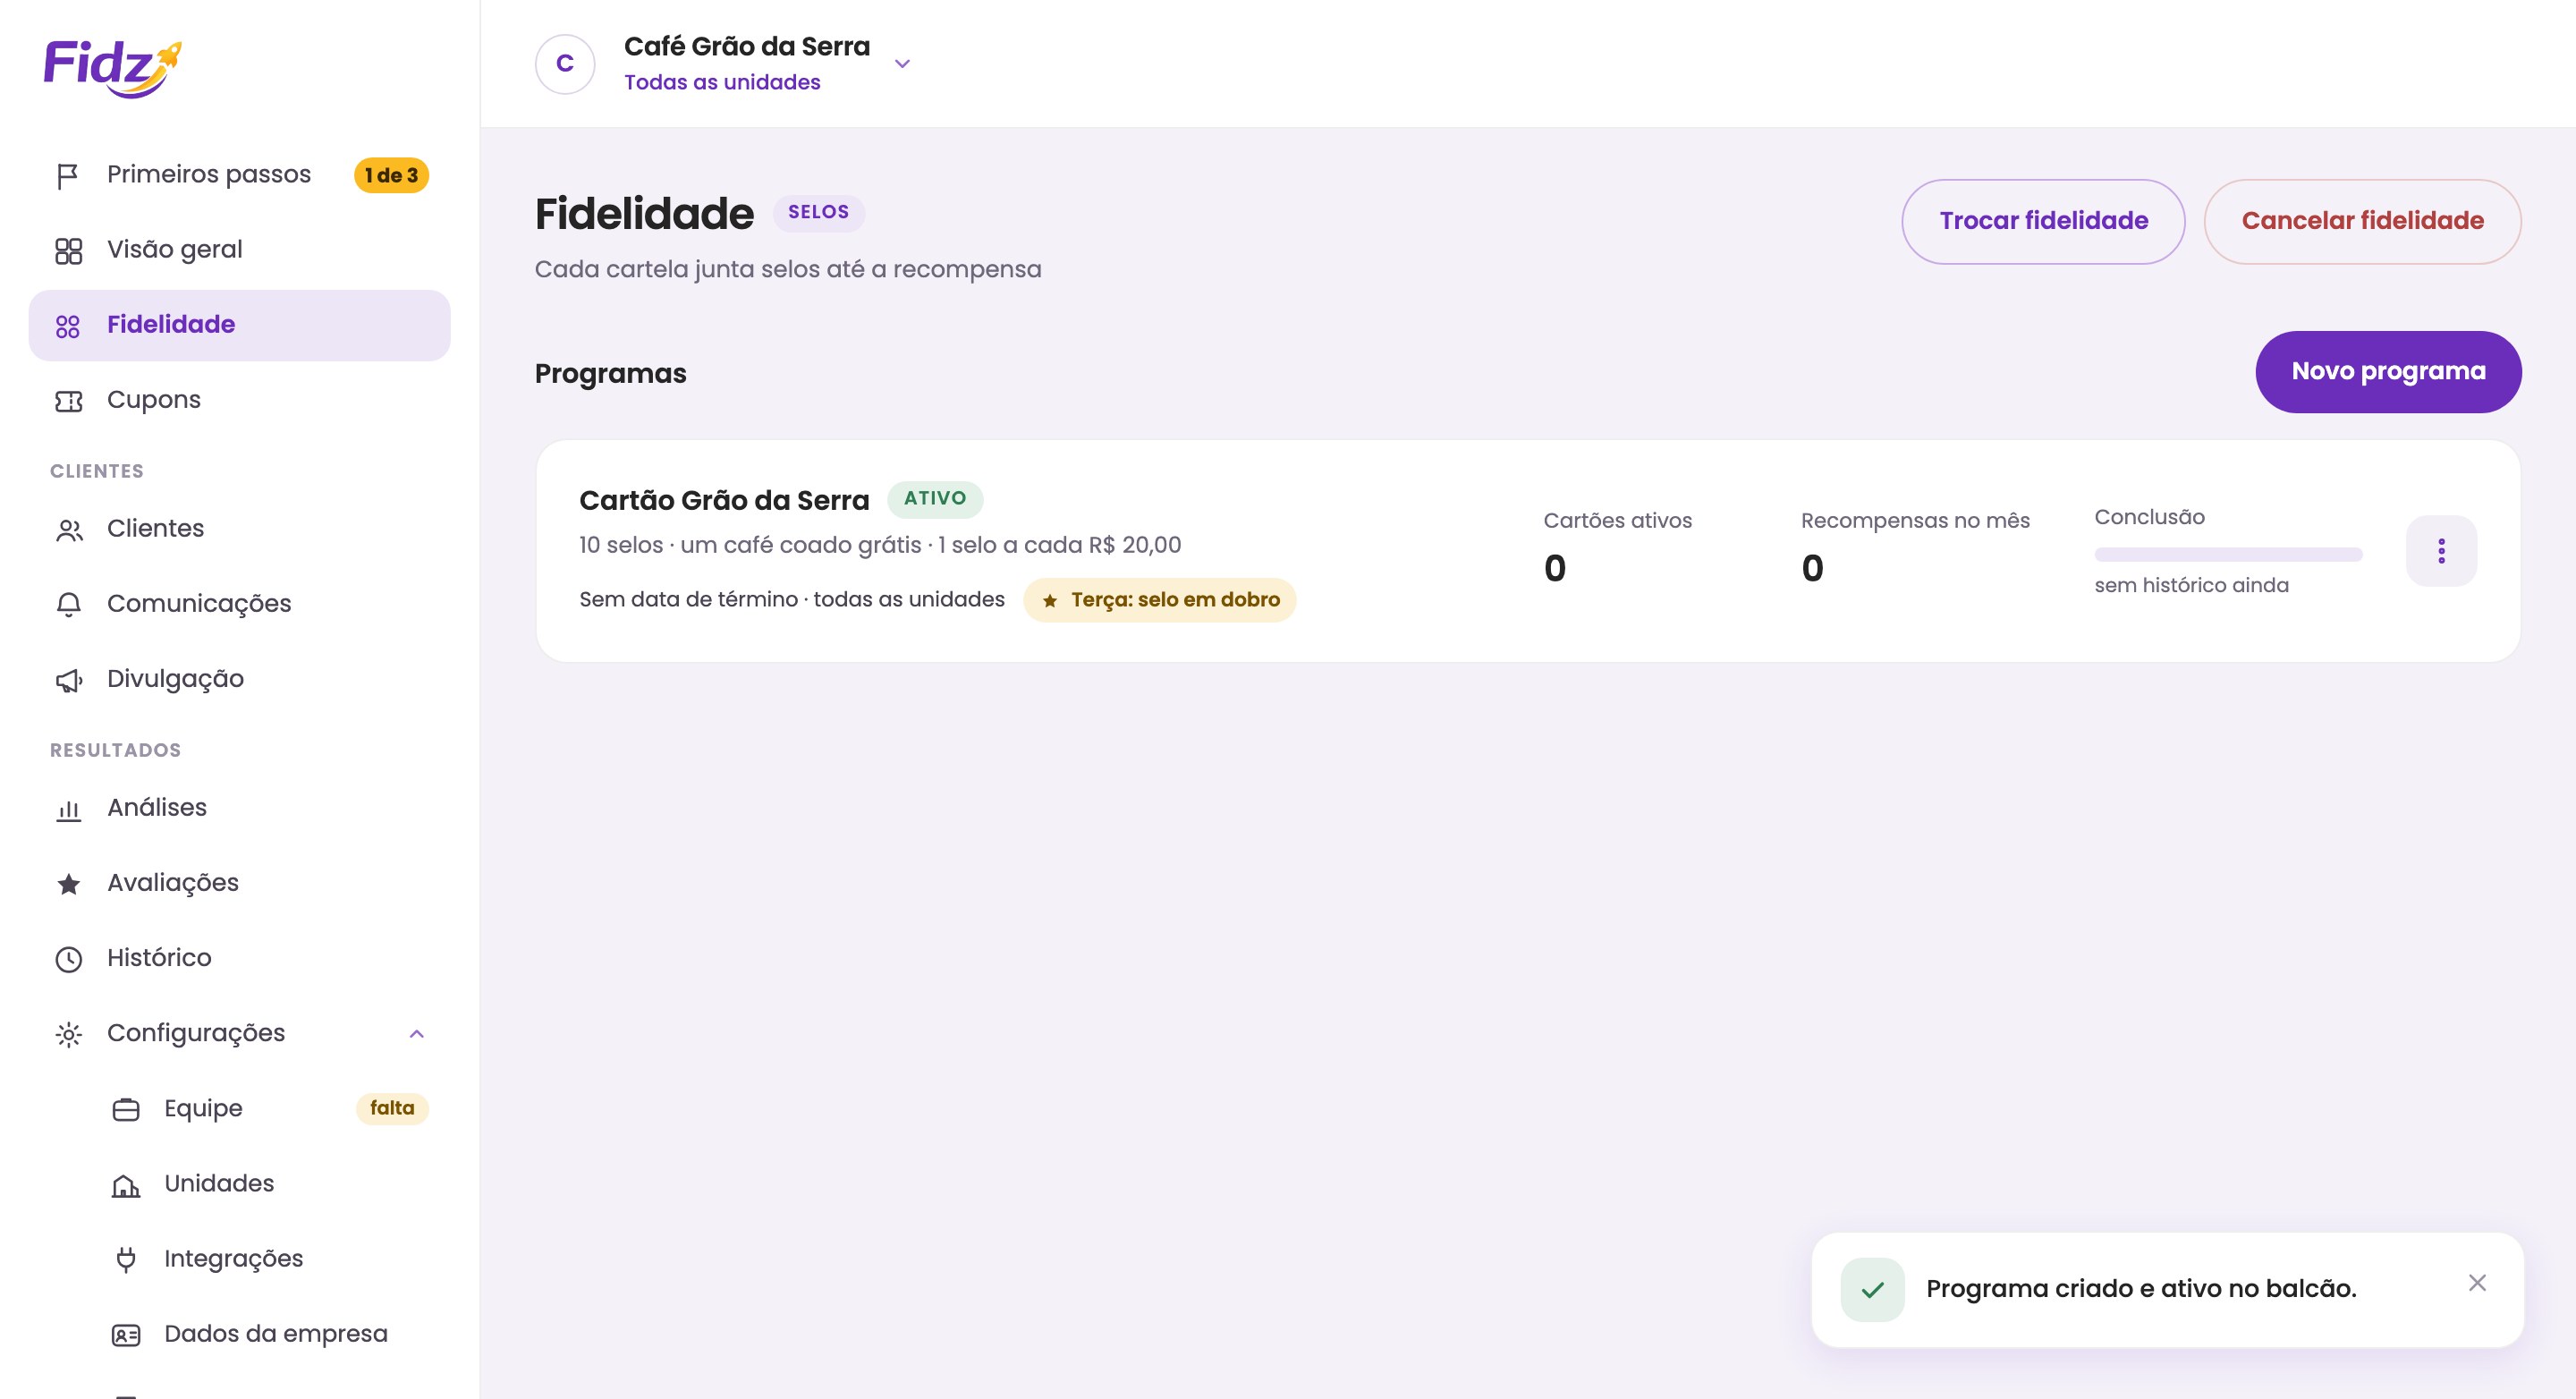 Fidz
Primeiros passos
1 de 3
Visão geral
Fidelidade
Cupons
CLIENTES
Clientes
Comunicações
Divulgação
RESULTADOS
Análises
Avaliações
Histórico
Configurações
Equipe
falta
Unidades
Integrações
Dados da empresa
C
Café Grão da Serra
Todas as unidades
Fidelidade
SELOS
Cada cartela junta selos até a recompensa
Trocar fidelidade
Cancelar fidelidade
Programas
Novo programa
Cartão Grão da Serra
ATIVO
10 selos · um café coado grátis · 1 selo a cada R$ 20,00
Sem data de término · todas as unidades
Terça: selo em dobro
Cartões ativos
0
Recompensas no mês
0
Conclusão
sem histórico ainda
Programa criado e ativo no balcão.